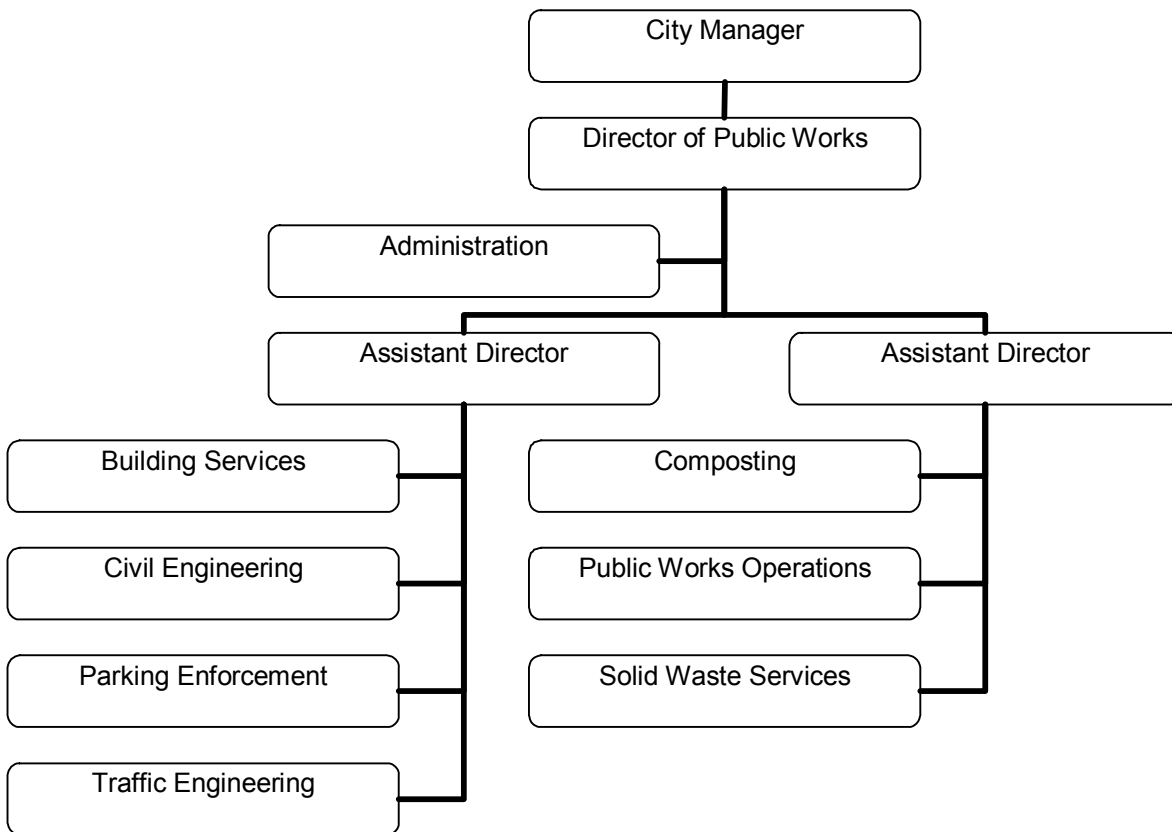 City Manager
Director of Public Works
Administration
Assistant Director
Assistant Director
Building Services
Composting
Civil Engineering
Public Works Operations
Parking Enforcement
Solid Waste Services
Traffic Engineering